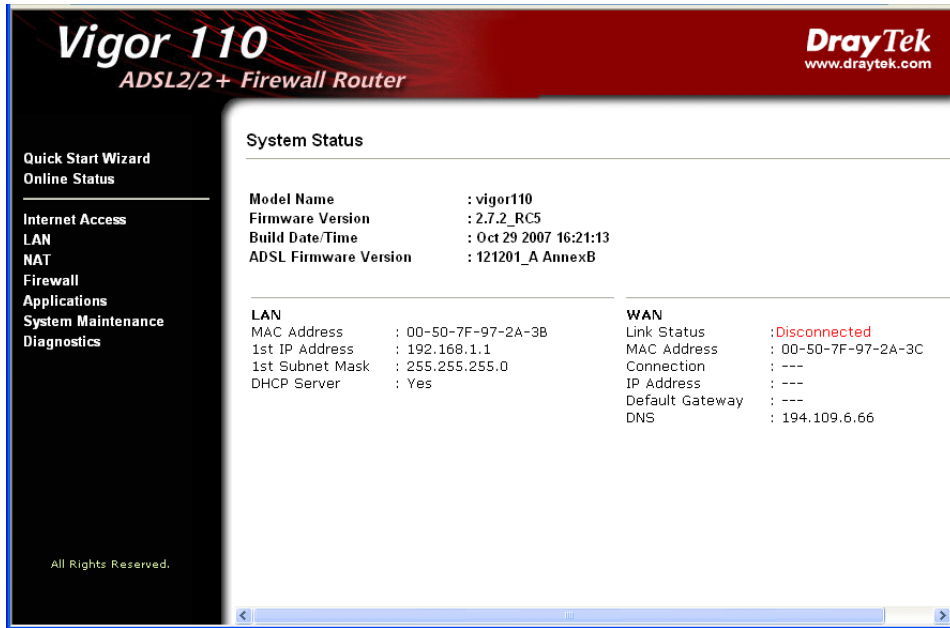 Vigor 110
ADSL2/2+ Firewall Router
DrayTek
www.draytek.com
Quick Start Wizard
Online Status
Internet Access
LAN
NAT
Firewall
Applications
System Maintenance
Diagnostics
All Rights Reserved.
System Status
Model Name : vigor110
Firmware Version : 2.7.2_RC5
Build Date/Time : Oct 29 2007 16:21:13
ADSL Firmware Version : 121201_A AnnexB
LAN
MAC Address : 00-50-7F-97-2A-3B
1st IP Address : 192.168.1.1
1st Subnet Mask : 255.255.255.0
DHCP Server : Yes
WAN
Link Status :Disconnected
MAC Address : 00-50-7F-97-2A-3C
Connection : ---
IP Address : ---
Default Gateway : ---
DNS : 194.109.6.66